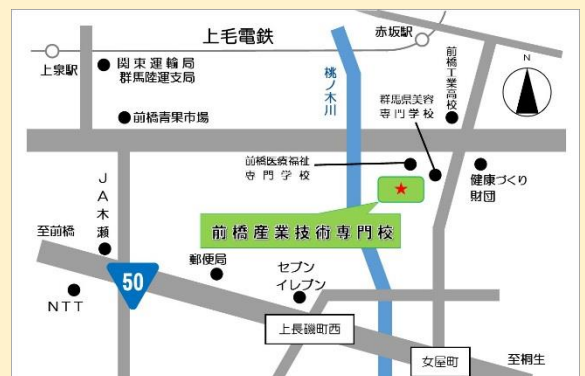 上毛電鉄
赤坂駅
上泉駅
関東運輸局
群馬陸運支局
前橋青果市場
桃ノ木川
前橋工業高校
群馬県美容
専門学校
N
前橋医療福祉
専門学校
健康づくり
財団
JA木瀬
前橋産業技術専門校
至前橋
郵便局
セブン
イレブン
50
NTT
上長磯町西
女屋町
至桐生